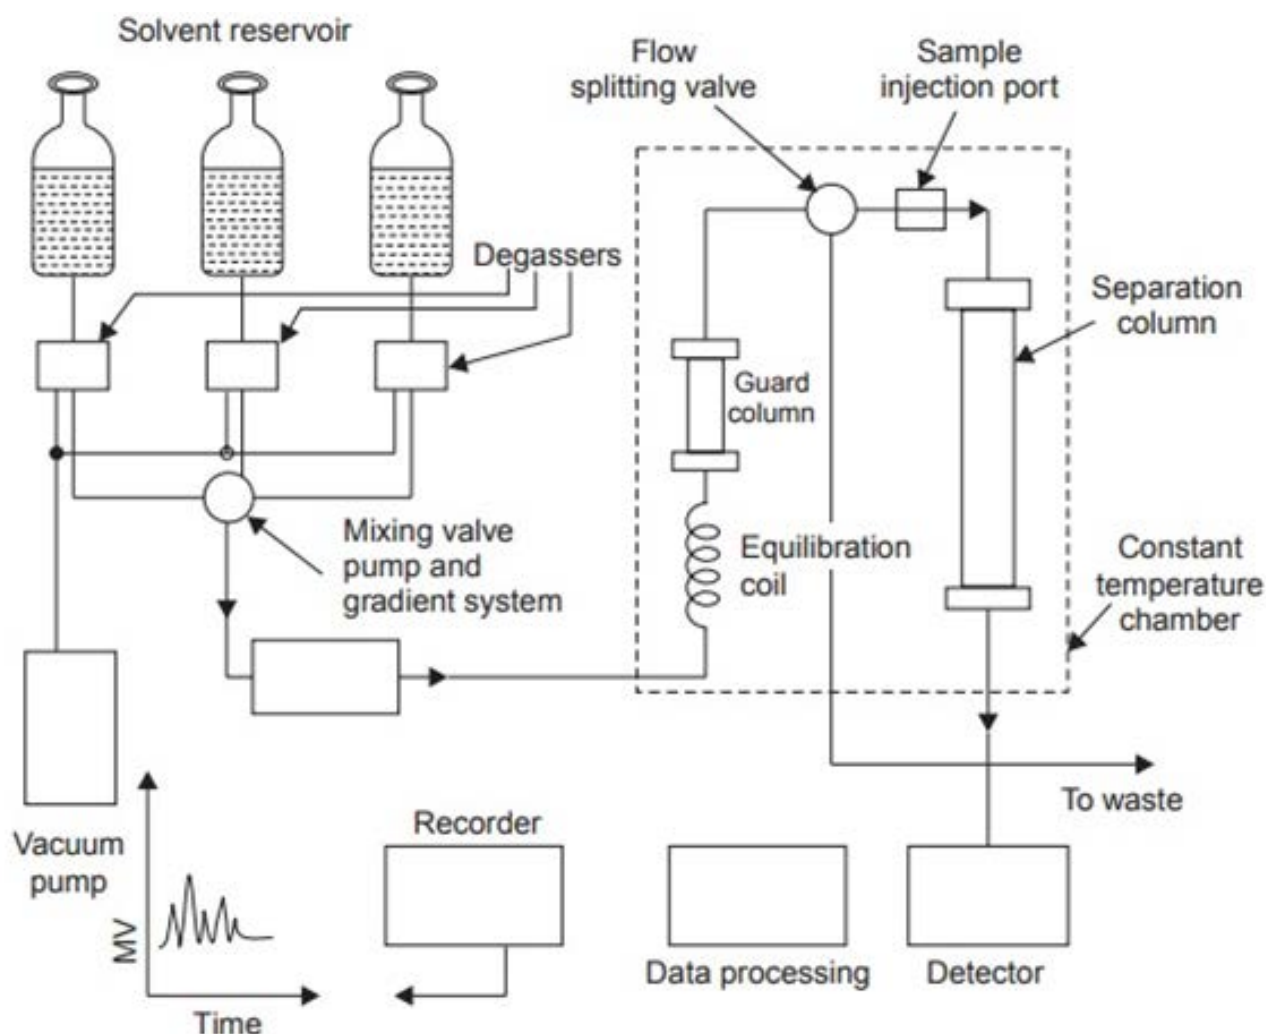 Solvent reservoir
Flow
splitting valve
Sample
injection port
Degassers
Separation
column
Guard
column
Mixing valve
pump and
gradient system
Equilibration
coil
Constant
temperature
chamber
To waste
Vacuum
pump
Recorder
MV
Time
Data processing
Detector